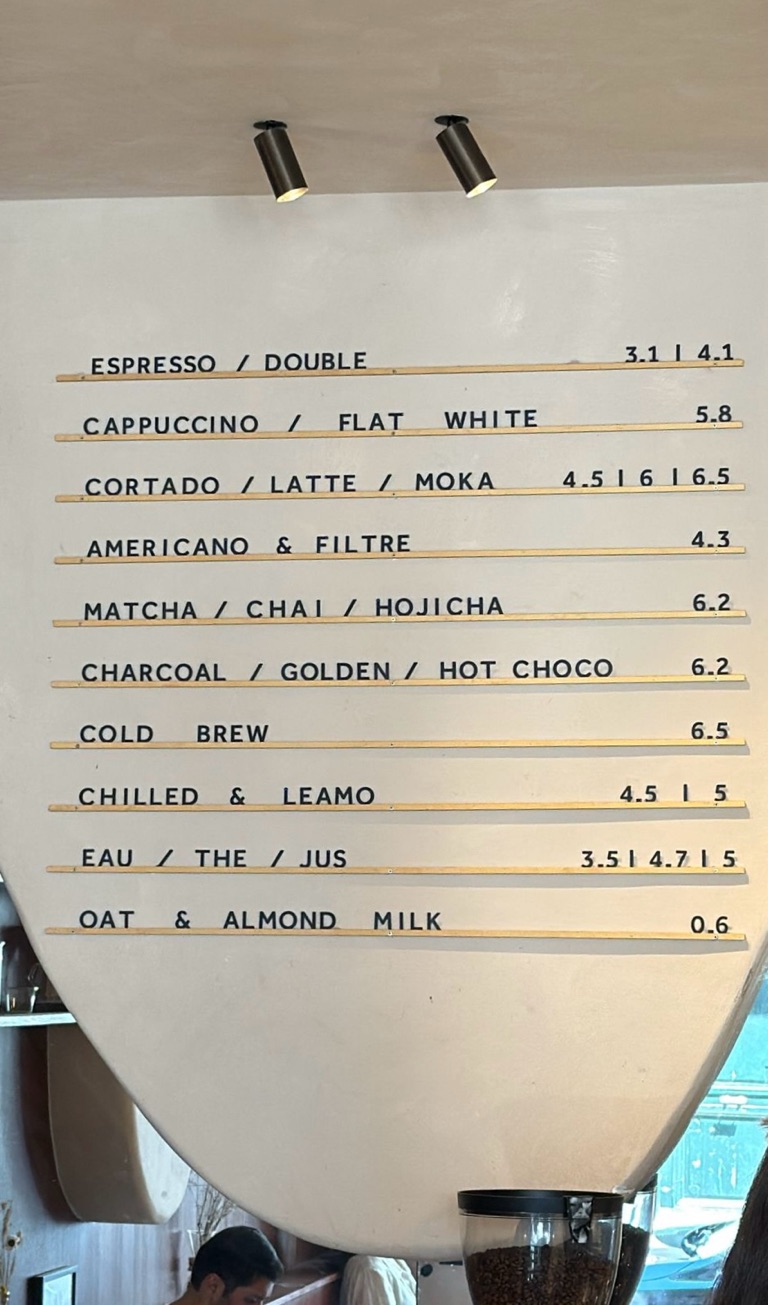 ESPRESSO / DOUBLE 3.1 | 4.1
CAPPUCCINO / FLAT WHITE 5.8
CORTADO / LATTE / MOKA 4.5 | 6 | 6.5
AMERICANO & FILTRE 4.3
MATCHA / CHAI / HOJICHA 6.2
CHARCOAL / GOLDEN / HOT CHOCO 6.2
COLD BREW 6.5
CHILLED & LEAMO 4.5 | 5
EAU / THE / JUS 3.5 | 4.7 | 5
OAT & ALMOND MILK 0.6